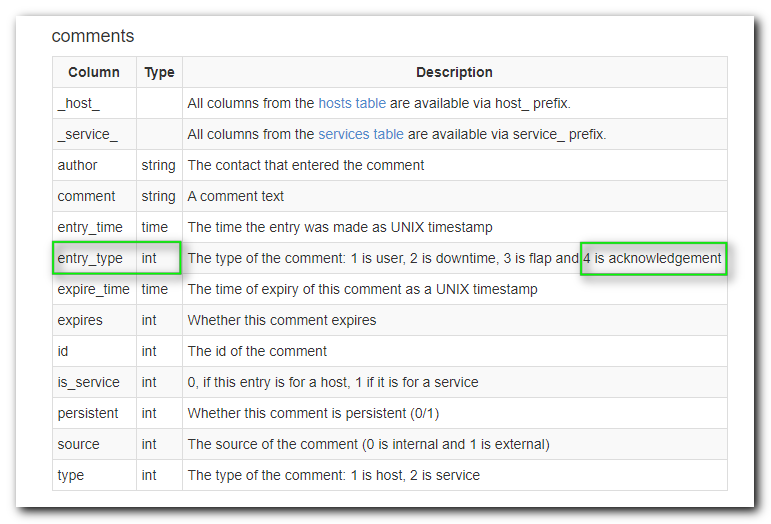 comments
Column Type Description
_host_ All columns from the hosts table are available via host_ prefix.
_service_ All columns from the services table are available via service_ prefix.
author string The contact that entered the comment
comment string A comment text
entry_time time The time the entry was made as UNIX timestamp
entry_type int The type of the comment: 1 is user, 2 is downtime, 3 is flap and 4 is acknowledgement
expire_time time The time of expiry of this comment as a UNIX timestamp
expires int Whether this comment expires
id int The id of the comment
is_service int 0, if this entry is for a host, 1 if it is for a service
persistent int Whether this comment is persistent (0/1)
source int The source of the comment (0 is internal and 1 is external)
type int The type of the comment: 1 is host, 2 is service